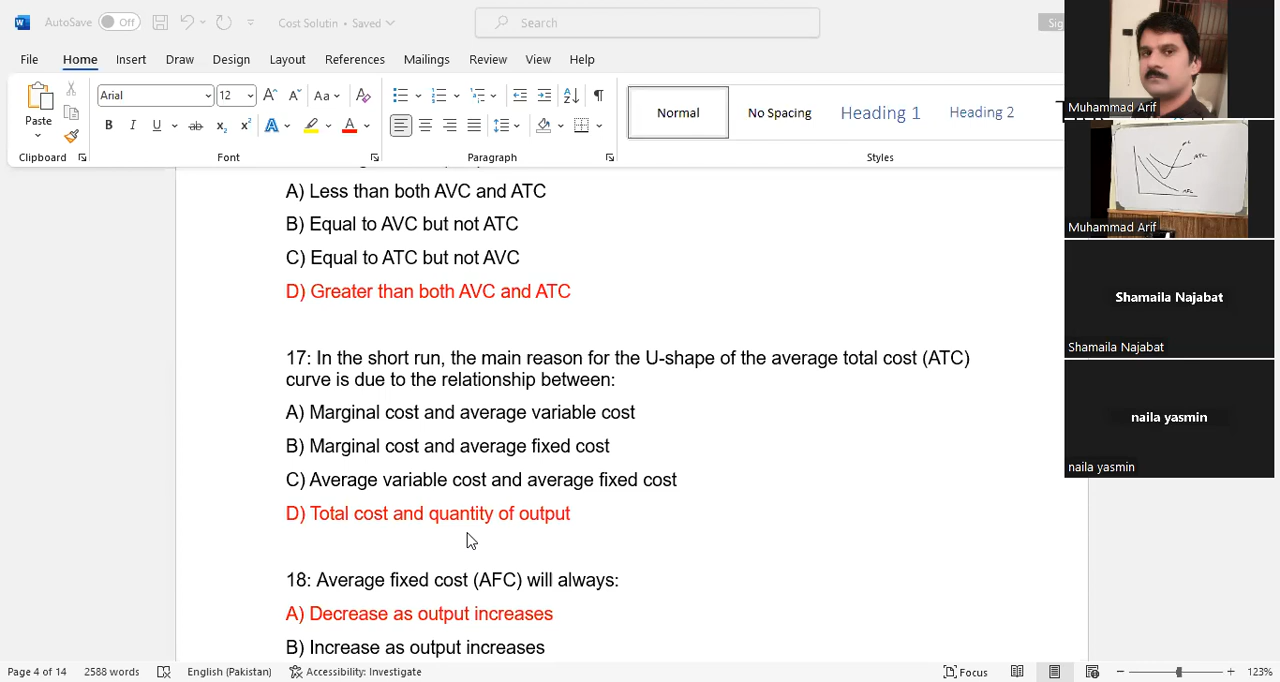 AutoSave Off Cost Solutin • Saved Search Sig
File Home Insert Draw Design Layout References Mailings Review View Help
Paste Arial 12 Aa Normal No Spacing Heading 1 Heading 2
Clipboard Font Paragraph Styles
A) Less than both AVC and ATC
B) Equal to AVC but not ATC
C) Equal to ATC but not AVC
D) Greater than both AVC and ATC
17: In the short run, the main reason for the U-shape of the average total cost (ATC)
curve is due to the relationship between:
A) Marginal cost and average variable cost
B) Marginal cost and average fixed cost
C) Average variable cost and average fixed cost
D) Total cost and quantity of output
18: Average fixed cost (AFC) will always:
A) Decrease as output increases
B) Increase as output increases
Page 4 of 14 2588 words English (Pakistan) Accessibility: Investigate Focus 123%
Muhammad Arif
Muhammad Arif
Shamaila Najabat
Shamaila Najabat
naila yasmin
naila yasmin